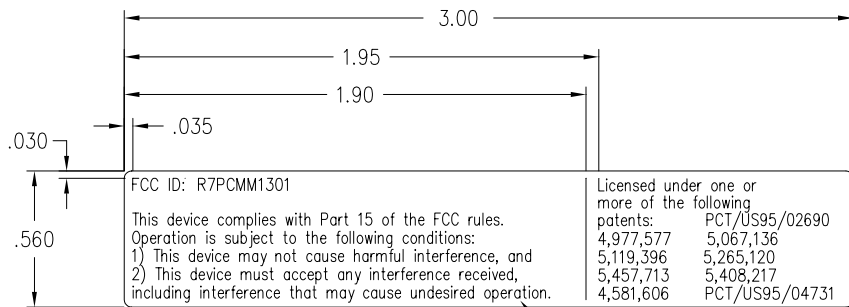 3.00
1.95
1.90
.035
.030
.560
FCC ID: R7PCMM1301
This device complies with Part 15 of the FCC rules.
Operation is subject to the following conditions:
1) This device may not cause harmful interference, and
2) This device must accept any interference received,
including interference that may cause undesired operation.
Licensed under one or
more of the following
patents: PCT/US95/02690
4,977,577 5,067,136
5,119,396 5,265,120
5,457,713 5,408,217
4,581,606 PCT/US95/04731